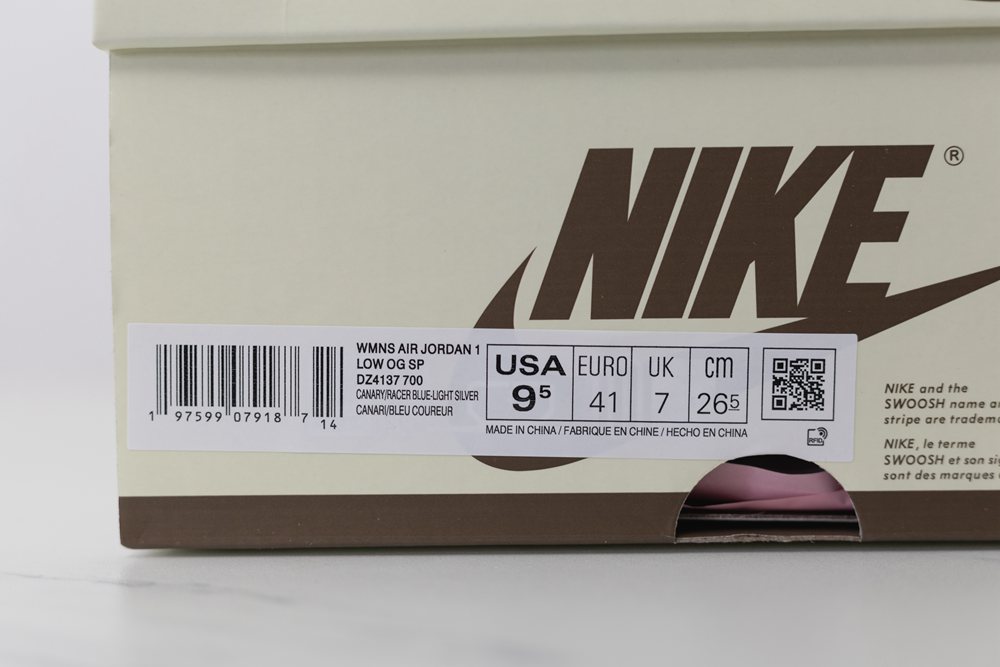 NIKE®
WMNS AIR JORDAN 1
LOW OG SP
DZ4137 700
CANARY/RACER BLUE-LIGHT SILVER
CANARI/BLEU COUREUR
1 97599 07918 7 14
USA EURO UK cm
9⁵ 41 7 26⁵
MADE IN CHINA / FABRIQUE EN CHINE / HECHO EN CHINA
RFID
NIKE and the
SWOOSH name
stripe are
NIKE, le terme
SWOOSH et son
sont des marques